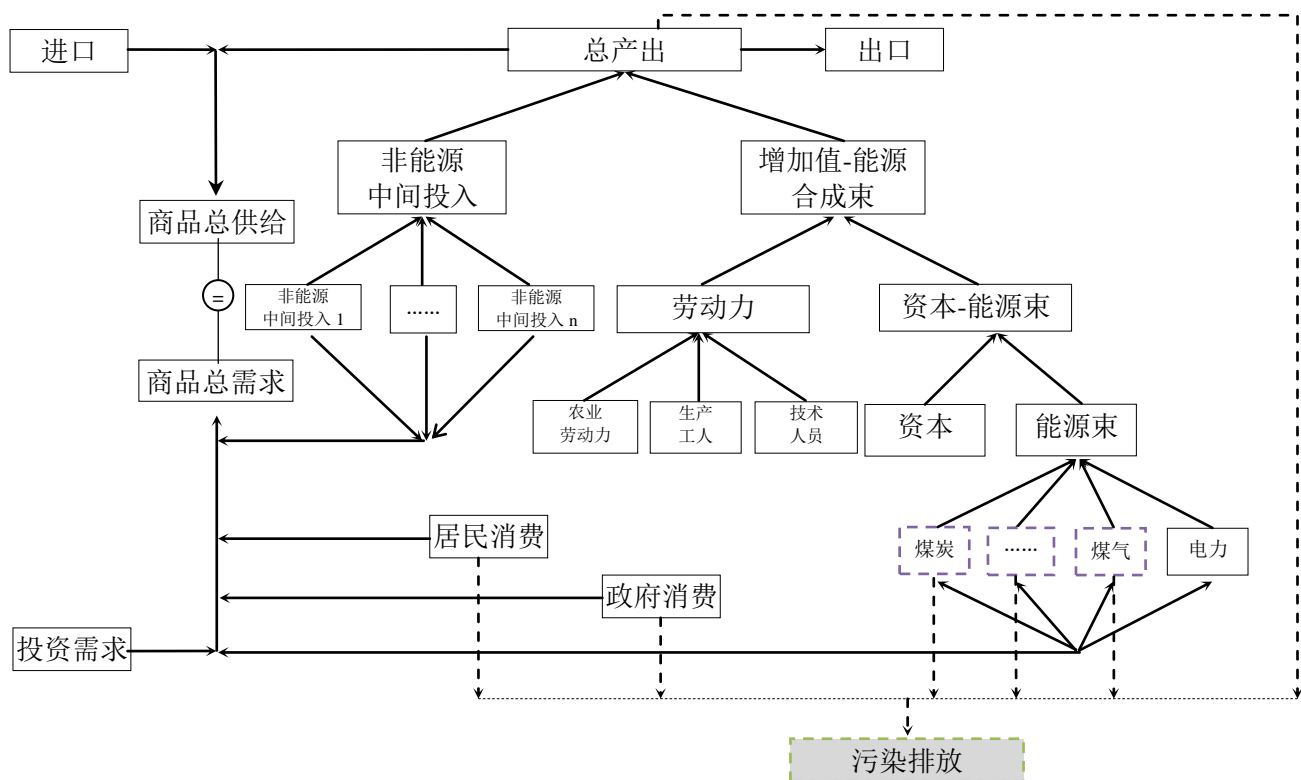 进口
总产出
出口
非能源
中间投入
增加值-能源
合成束
商品总供给
非能源
中间投入 1
……
非能源
中间投入 n
劳动力
资本-能源束
=
商品总需求
农业
劳动力
生产
工人
技术
人员
资本
能源束
居民消费
煤炭
……
煤气
电力
政府消费
投资需求
污染排放